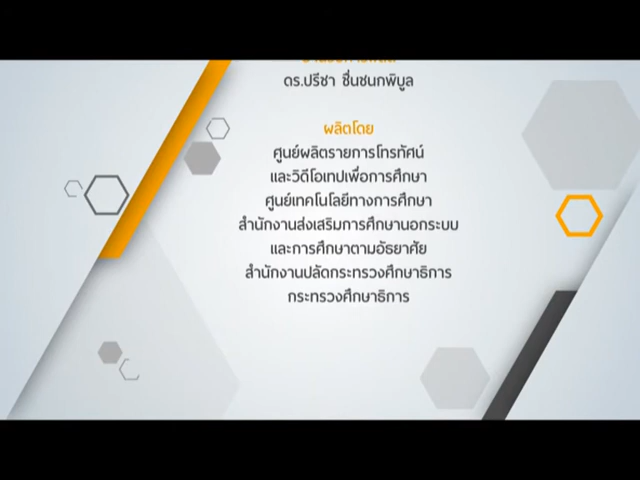 ดร.ปรีชา ชื่นชนกพิบูล
ผลิตโดย
ศูนย์ผลิตรายการโทรทัศน์
และวิดีโอเทปเพื่อการศึกษา
ศูนย์เทคโนโลยีทางการศึกษา
สำนักงานส่งเสริมการศึกษานอกระบบ
และการศึกษาตามอัธยาศัย
สำนักงานปลัดกระทรวงศึกษาธิการ
กระทรวงศึกษาธิการ